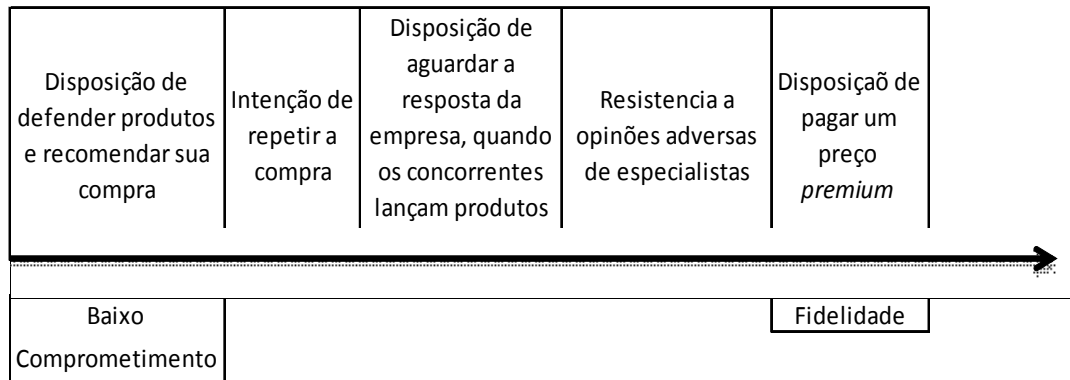 Disposição de
defender produtos
e recomendar sua
compra
Intenção de
repetir a
compra
Disposição de
aguardar a
resposta da
empresa, quando
os concorrentes
lançam produtos
Resistencia a
opinões adversas
de especialistas
Disposiçaõ de
pagar um
preço
premium
Baixo
Comprometimento
Fidelidade